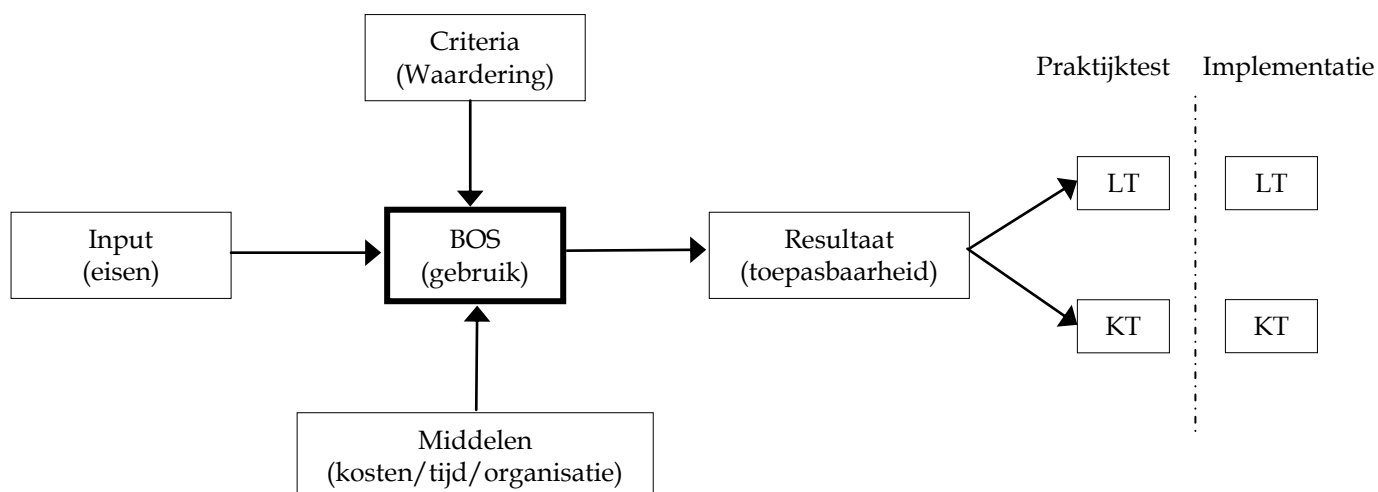 Criteria
(Waardering)
Praktijktest
Implementatie
LT
LT
Input
(eisen)
BOS
(gebruik)
Resultaat
(toepasbaarheid)
KT
KT
Middelen
(kosten/tijd/organisatie)